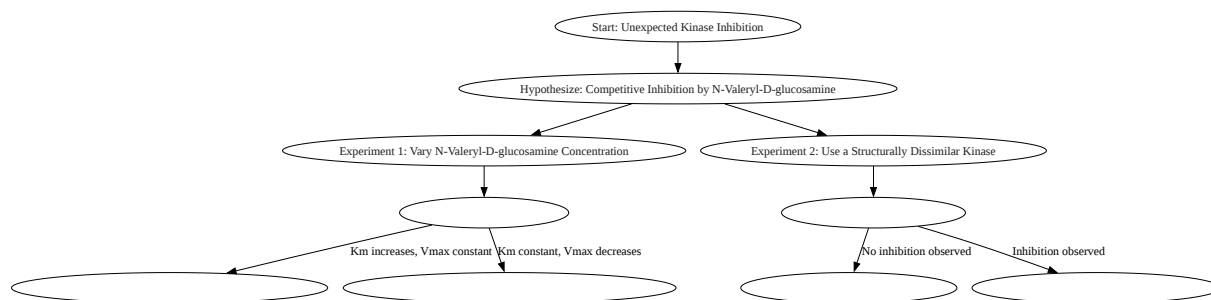 Start: Unexpected Kinase Inhibition
Hypothesize: Competitive Inhibition by N-Valeryl-D-glucosamine
Experiment 1: Vary N-Valeryl-D-glucosamine Concentration
Experiment 2: Use a Structurally Dissimilar Kinase
Km increases, Vmax constant
Km constant, Vmax decreases
No inhibition observed
Inhibition observed